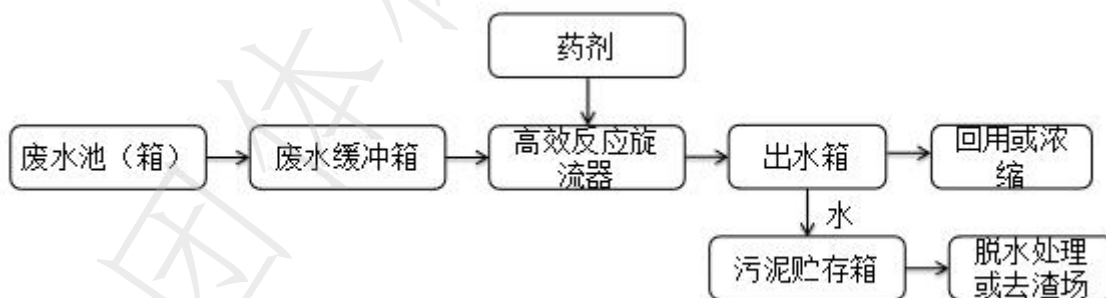 药剂
废水池（箱）
废水缓冲箱
高效反应旋
流器
出水箱
回用或浓
缩
水
污泥贮存箱
脱水处理
或去渣场
团体